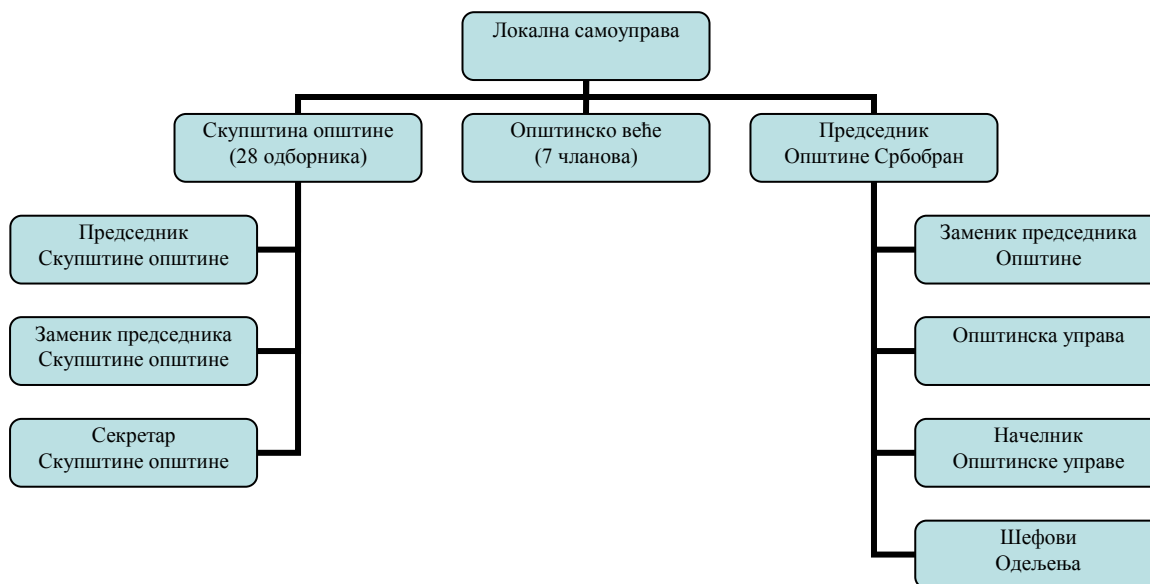 Локална самоуправа
Скупштина општине
(28 одборника)
Општинско веће
(7 чланова)
Председник
Општине Србобран
Председник
Скупштине општине
Заменик председника
Скупштине општине
Секретар
Скупштине општине
Заменик председника
Општине
Општинска управа
Начелник
Општинске управе
Шефови
Одељења